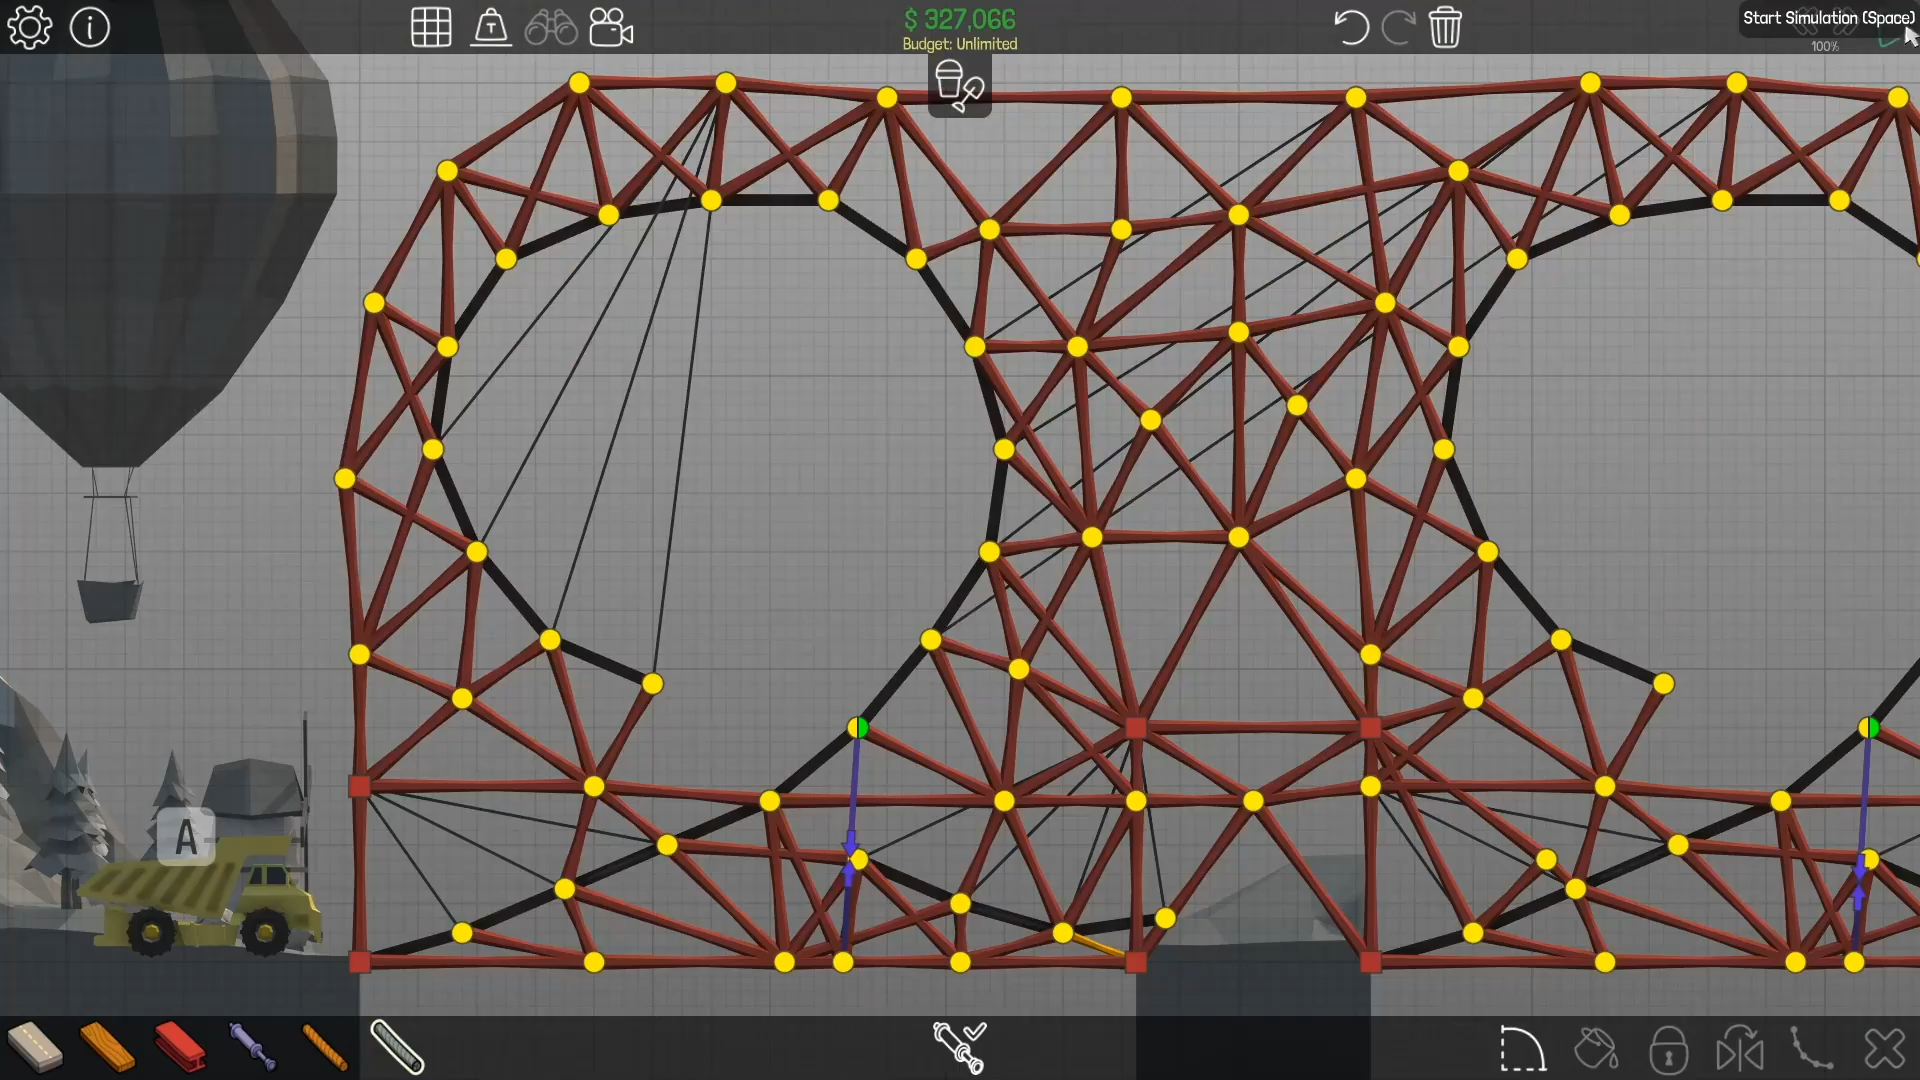 $ 327,066
Budget: Unlimited
Start Simulation (Space)
100%
T
A